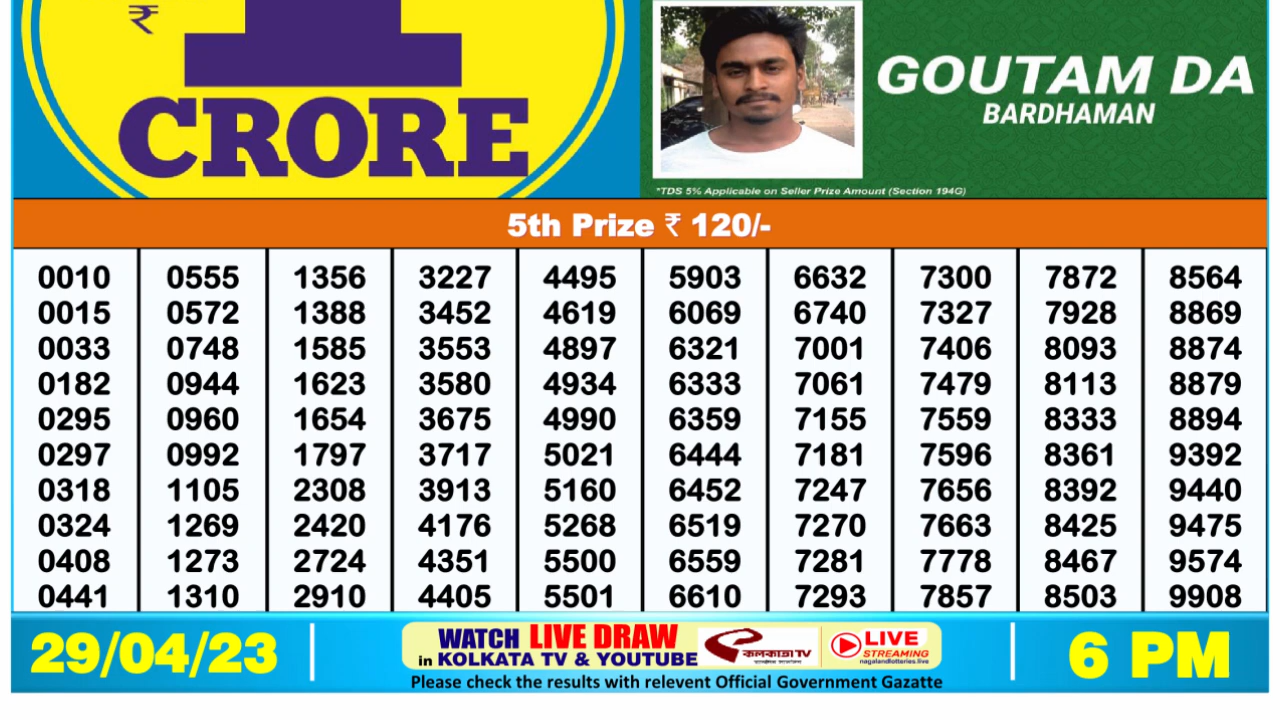 ₹
CRORE
GOUTAM DA
BARDHAMAN
*TDS 5% Applicable on Seller Prize Amount (Section 194G)
5th Prize ₹ 120/-
0010 0555 1356 3227 4495 5903 6632 7300 7872 8564
0015 0572 1388 3452 4619 6069 6740 7327 7928 8869
0033 0748 1585 3553 4897 6321 7001 7406 8093 8874
0182 0944 1623 3580 4934 6333 7061 7479 8113 8879
0295 0960 1654 3675 4990 6359 7155 7559 8333 8894
0297 0992 1797 3717 5021 6444 7181 7596 8361 9392
0318 1105 2308 3913 5160 6452 7247 7656 8392 9440
0324 1269 2420 4176 5268 6519 7270 7663 8425 9475
0408 1273 2724 4351 5500 6559 7281 7778 8467 9574
0441 1310 2910 4405 5501 6610 7293 7857 8503 9908
29/04/23
WATCH LIVE DRAW
in KOLKATA TV & YOUTUBE
কলকাতা TV
LIVE
STREAMING
nagalandlotteries.live
Please check the results with relevent Official Government Gazatte
6 PM